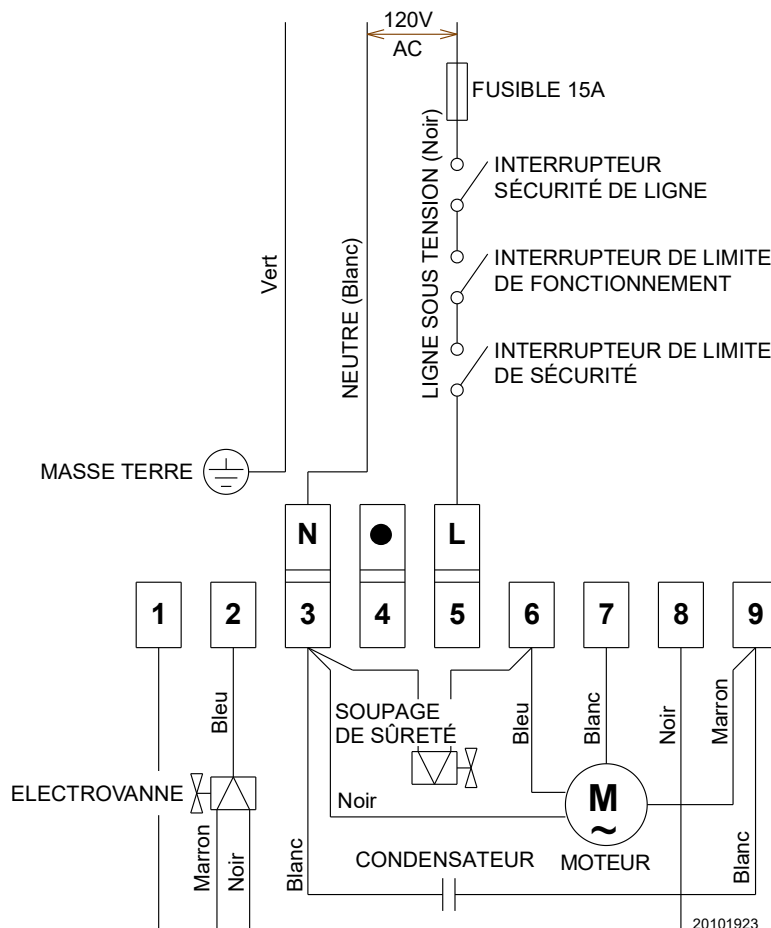 120V
AC
FUSIBLE 15A
INTERRUPTEUR
SÉCURITÉ DE LIGNE
INTERRUPTEUR DE LIMITE
DE FONCTIONNEMENT
INTERRUPTEUR DE LIMITE
DE SÉCURITÉ
Vert
NEUTRE (Blanc)
LIGNE SOUS TENSION (Noir)
MASSE TERRE
N
L
1
2
3
4
5
6
7
8
9
Bleu
SOUPAGE
DE SÛRETÉ
Bleu
Blanc
Noir
Marron
ELECTROVANNE
Noir
M
~
Marron
Noir
Blanc
CONDENSATEUR
MOTEUR
Blanc
20101923